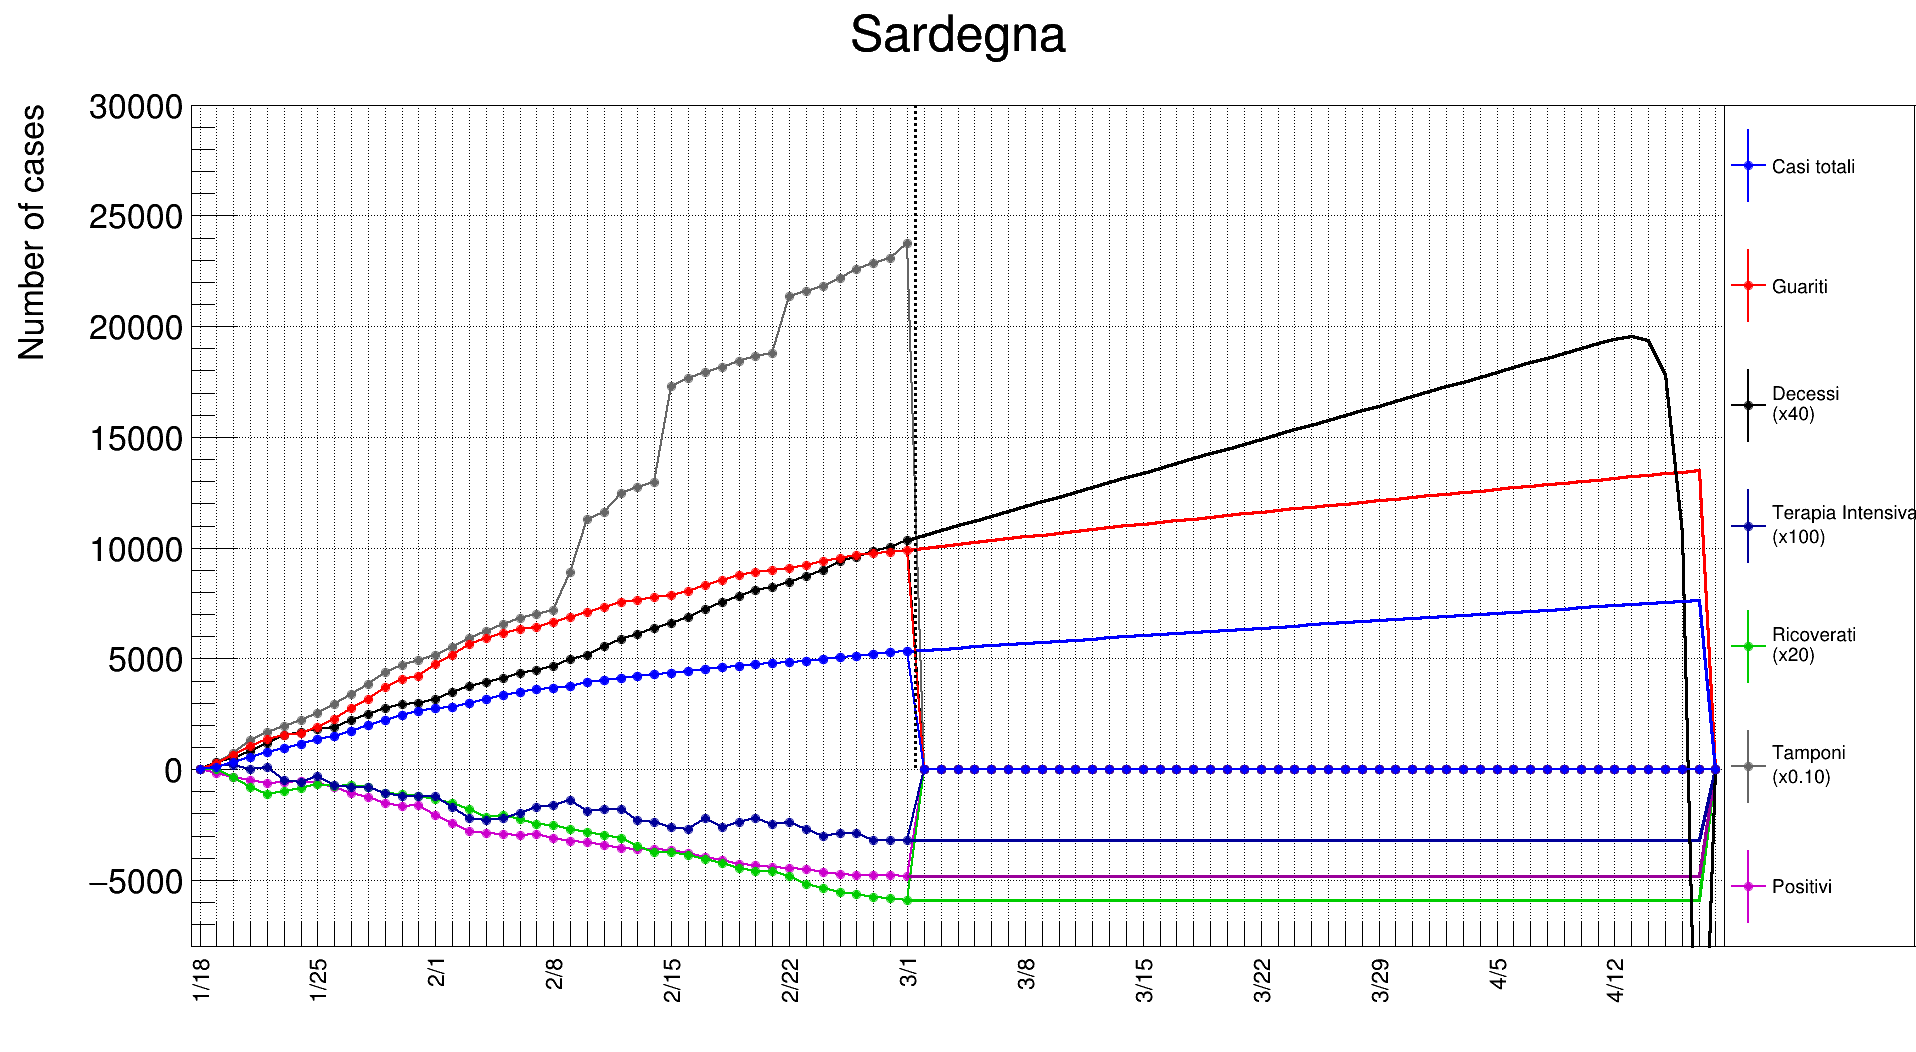 Sardegna
Number of cases
30000
25000
20000
15000
10000
5000
0
−5000
1/18
1/25
2/1
2/8
2/15
2/22
3/1
3/8
3/15
3/22
3/29
4/5
4/12
Casi totali
Guariti
Decessi
(x40)
Terapia Intensiva
(x100)
Ricoverati
(x20)
Tamponi
(x0.10)
Positivi